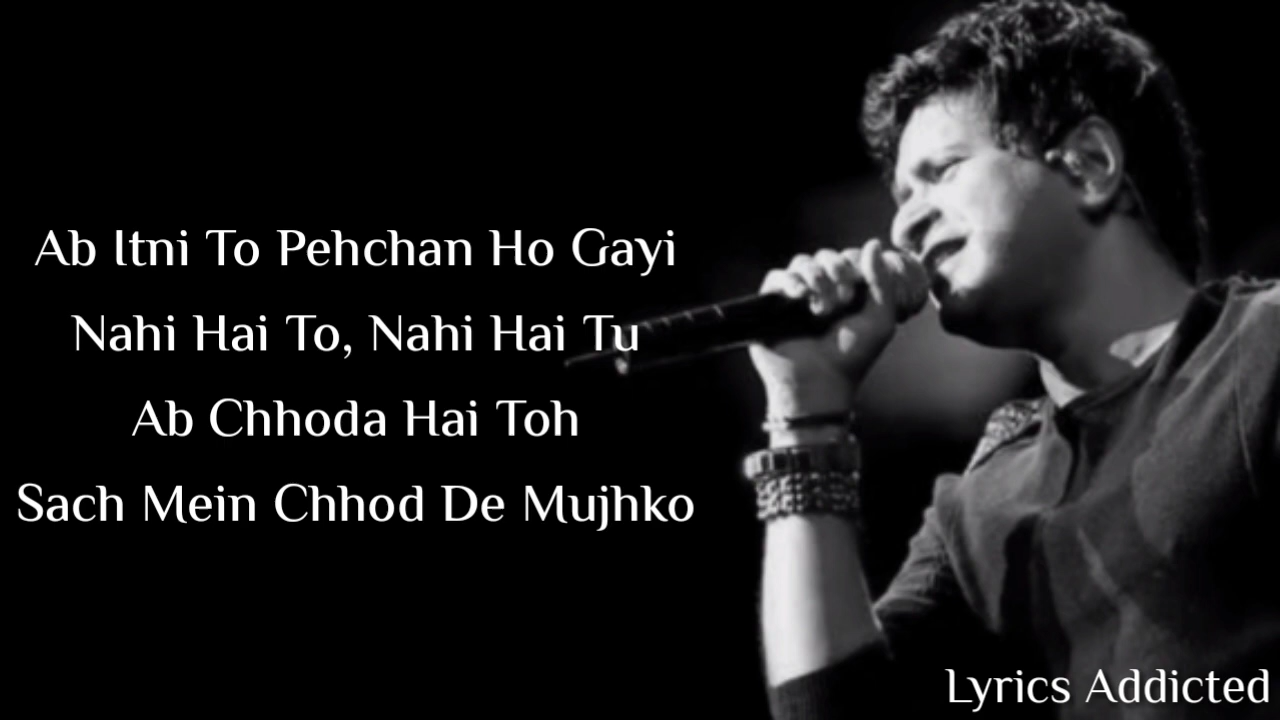 Ab Itni To Pehchan Ho Gayi
Nahi Hai To, Nahi Hai Tu
Ab Chhoda Hai Toh
Sach Mein Chhod De Mujhko
Lyrics Addicted